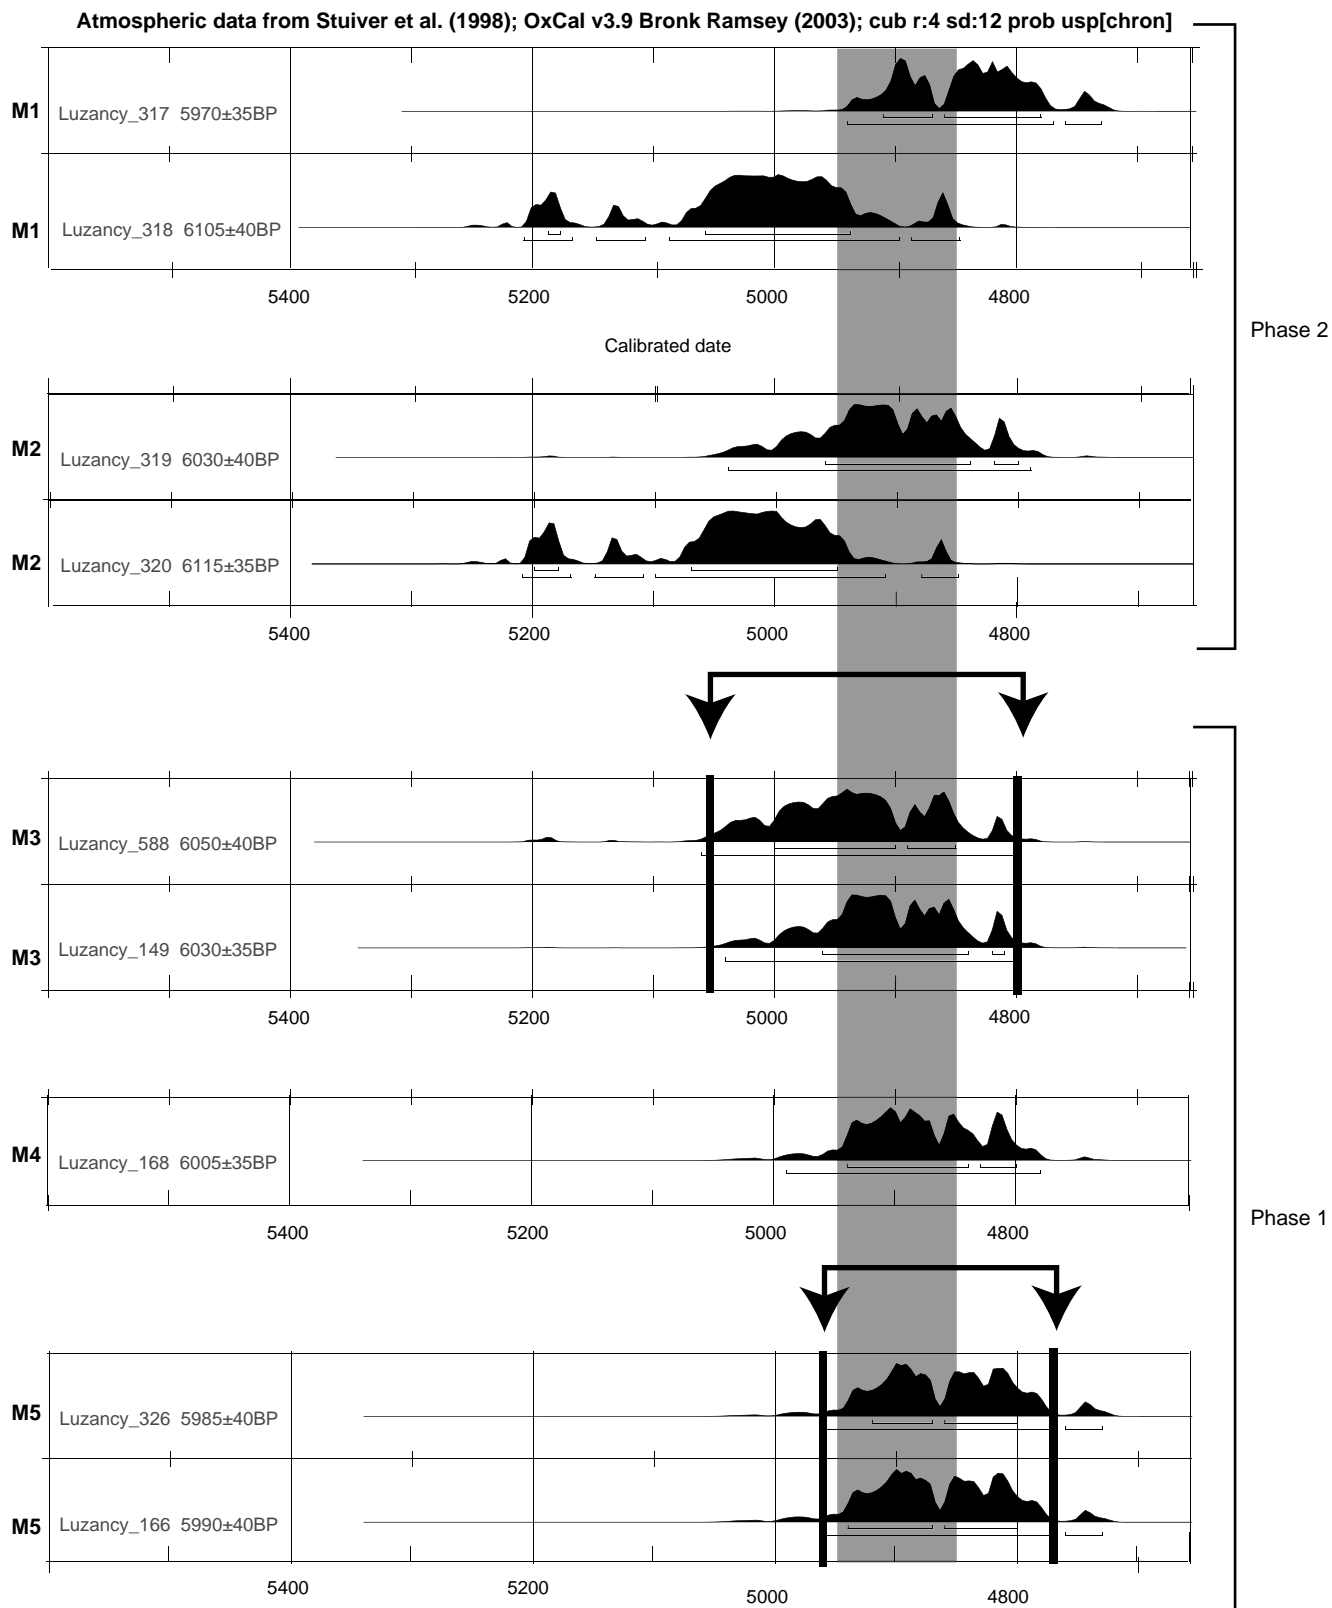 Atmospheric data from Stuiver et al. (1998); OxCal v3.9 Bronk Ramsey (2003); cub r:4 sd:12 prob usp[chron]
M1 Luzancy_317 5970±35BP
M1 Luzancy_318 6105±40BP
5400 5200 5000 4800
Calibrated date
Phase 2
M2 Luzancy_319 6030±40BP
M2 Luzancy_320 6115±35BP
5400 5200 5000 4800
M3 Luzancy_588 6050±40BP
M3 Luzancy_149 6030±35BP
5400 5200 5000 4800
M4 Luzancy_168 6005±35BP
Phase 1
5400 5200 5000 4800
M5 Luzancy_326 5985±40BP
M5 Luzancy_166 5990±40BP
5400 5200 5000 4800